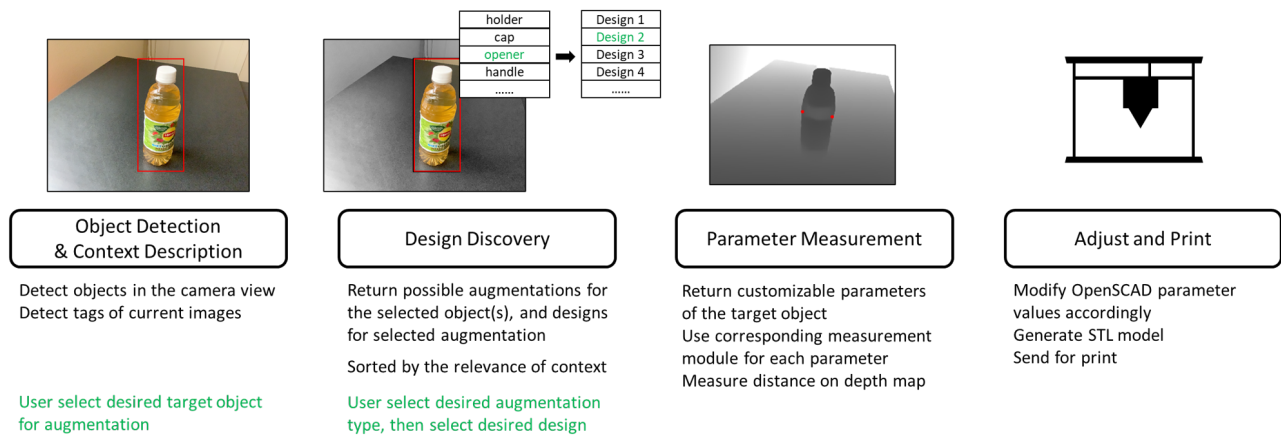 holder
cap
opener
handle
......
Design 1
Design 2
Design 3
Design 4
......
Object Detection
& Context Description
Detect objects in the camera view
Detect tags of current images
User select desired target object
for augmentation
Design Discovery
Return possible augmentations for
the selected object(s), and designs
for selected augmentation
Sorted by the relevance of context
User select desired augmentation
type, then select desired design
Parameter Measurement
Return customizable parameters
of the target object
Use corresponding measurement
module for each parameter
Measure distance on depth map
Adjust and Print
Modify OpenSCAD parameter
values accordingly
Generate STL model
Send for print